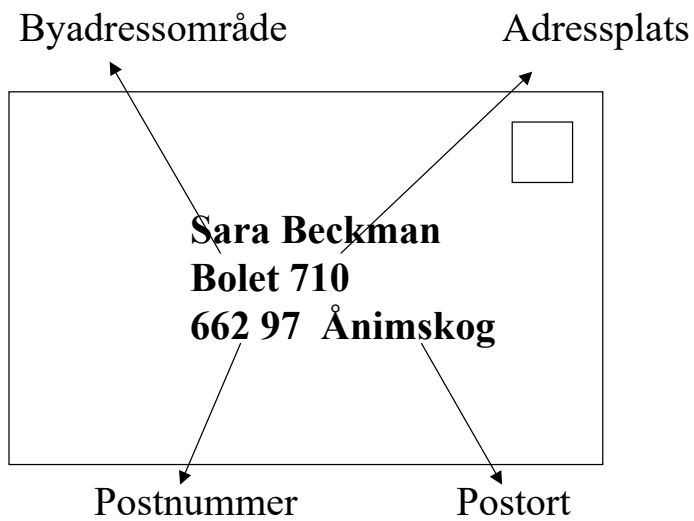 Byadressområde Adressplats
Sara Beckman
Bolet 710
662 97 Ånimskog
Postnummer Postort